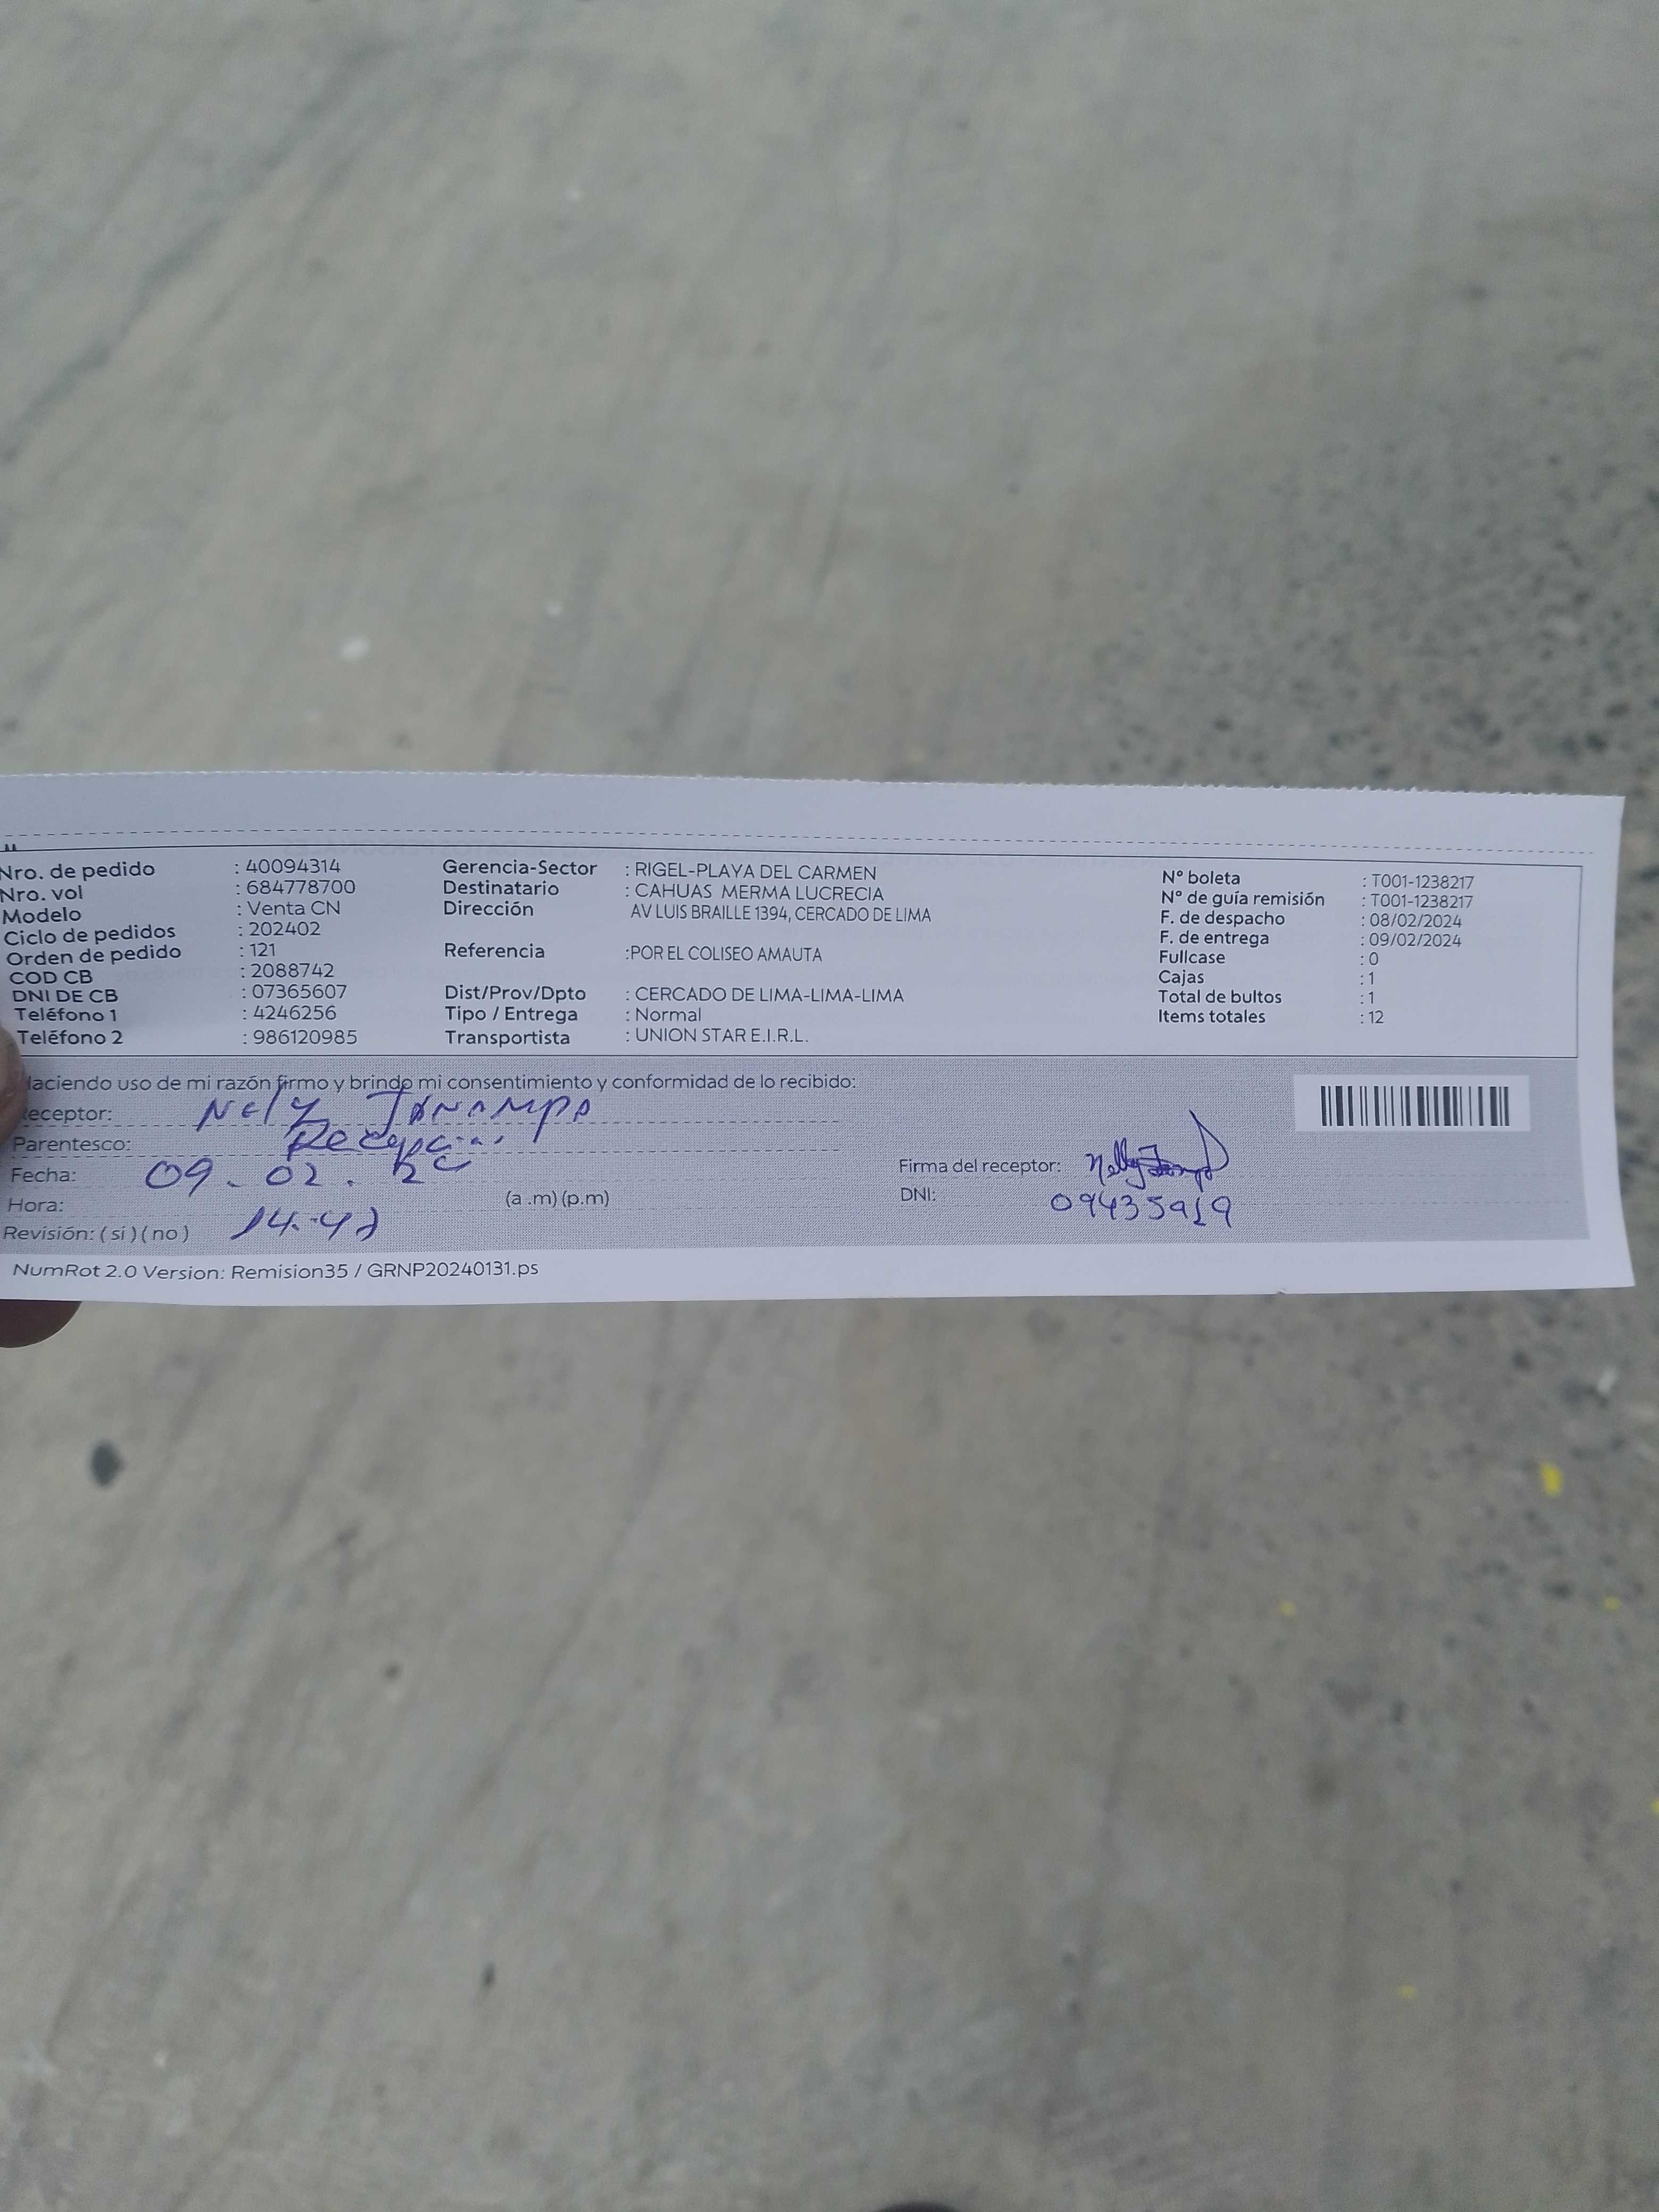 Nro. de pedido : 40094314
Nro. vol : 684778700
Modelo : Venta CN
Ciclo de pedidos : 202402
Orden de pedido : 121
COD CB : 2088742
DNI DE CB : 07365607
Teléfono 1 : 4246256
Teléfono 2 : 986120985
Gerencia-Sector : RIGEL-PLAYA DEL CARMEN
Destinatario : CAHUAS MERMA LUCRECIA
Dirección AV LUIS BRAILLE 1394, CERCADO DE LIMA
Referencia :POR EL COLISEO AMAUTA
Dist/Prov/Dpto : CERCADO DE LIMA-LIMA-LIMA
Tipo / Entrega : Normal
Transportista : UNION STAR E.I.R.L.
Nº boleta : T001-1238217
Nº de guía remisión : T001-1238217
F. de despacho : 08/02/2024
F. de entrega : 09/02/2024
Fullcase : 0
Cajas : 1
Total de bultos : 1
Items totales : 12
Haciendo uso de mi razón firmo y brindo mi consentimiento y conformidad de lo recibido:
Receptor: Nely
Parentesco:
Fecha: 09.02.
Hora: (a .m) (p.m)
Revisión: ( si ) ( no )
Firma del receptor:
DNI:
NumRot 2.0 Version: Remision35 / GRNP20240131.ps